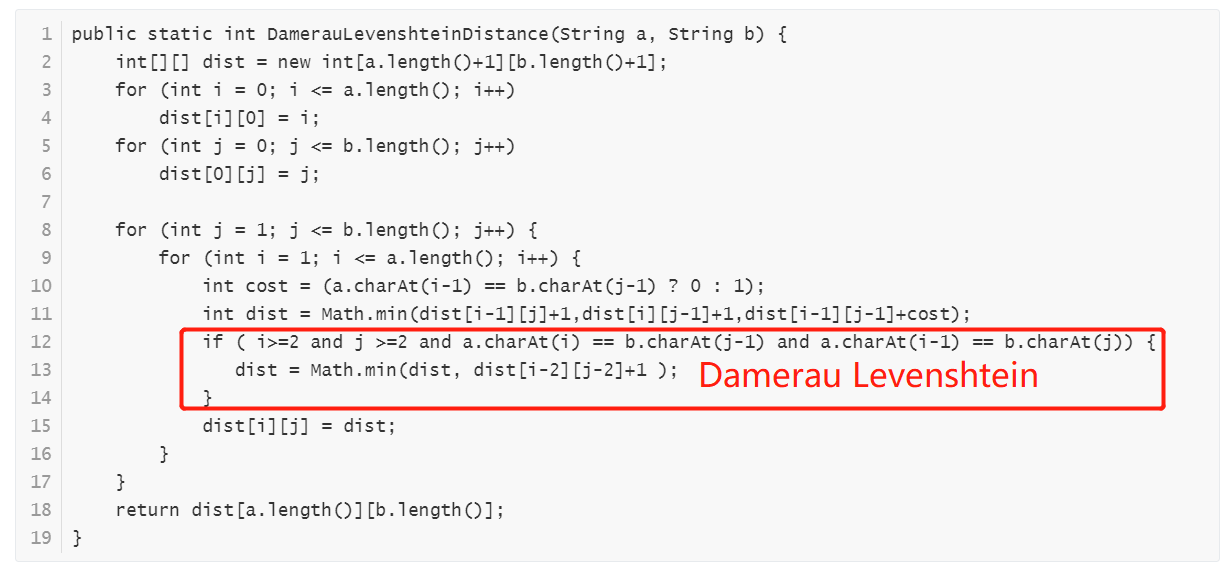 1 public static int DamerauLevenshteinDistance(String a, String b) {
2     int[][] dist = new int[a.length()+1][b.length()+1];
3     for (int i = 0; i <= a.length(); i++)
4         dist[i][0] = i;
5     for (int j = 0; j <= b.length(); j++)
6         dist[0][j] = j;
7
8     for (int j = 1; j <= b.length(); j++) {
9         for (int i = 1; i <= a.length(); i++) {
10             int cost = (a.charAt(i-1) == b.charAt(j-1) ? 0 : 1);
11             int dist = Math.min(dist[i-1][j]+1,dist[i][j-1]+1,dist[i-1][j-1]+cost);
12             if ( i>=2 and j >=2 and a.charAt(i) == b.charAt(j-1) and a.charAt(i-1) == b.charAt(j)) {
13                dist = Math.min(dist, dist[i-2][j-2]+1 ); Damerau Levenshtein
14             }
15             dist[i][j] = dist;
16         }
17     }
18     return dist[a.length()][b.length()];
19 }